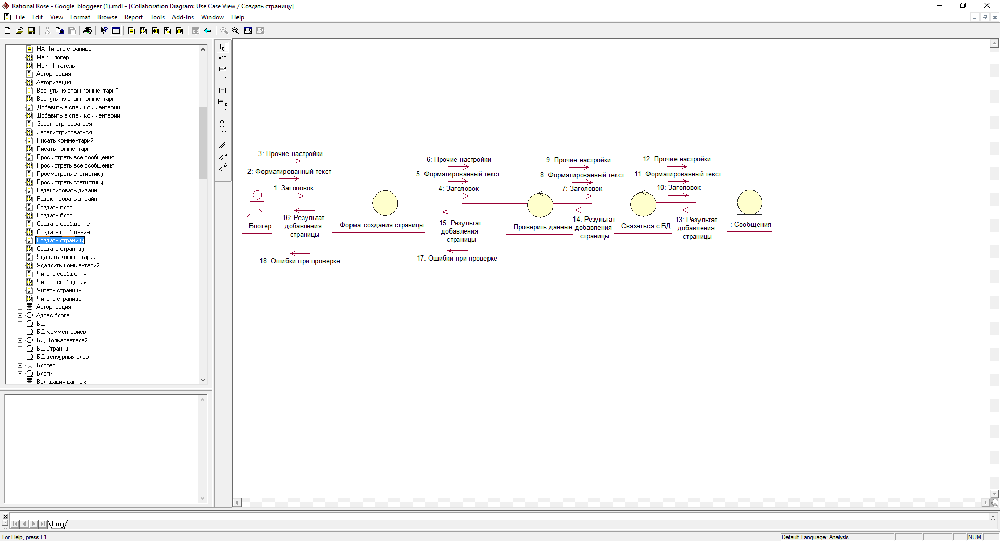 Rational Rose - Google_bloggeer (1).mdl - [Collaboration Diagram: Use Case View / Создать страницу]
File Edit View Format Browse Report Tools Add-Ins Window Help
МА Читать страницы
Main Блогер
Main Читатель
Авторизация
Авторизация
Вернуть из спам комментарий
Вернуть из спам комментарий
Добавить в спам комментарий
Добавить в спам комментарий
Зарегистрироваться
Зарегистрироваться
Писать комментарий
Писать комментарий
Просмотреть все сообщения
Просмотреть все ссобщения
Просмотреть статистику
Просмотреть статистику
Редактировать дизайн
Редактировать дизайн
Создать блог
Создать блог
Создать сообщение
Создать сообщение
Создать страницу
Создать страницу
Удалить комментарий
Удаллить комментарий
Читать сообщения
Читать сообщения
Читать страницы
Читать страницы
Авторизация
Адрес блога
БД
БД Комментариев
БД Пользователей
БД Страниц
БД цензурных слов
Блогер
Блоги
Валидация данных
ABC
3: Прочие настройки
2: Форматированный текст
1: Заголовок
: Блогер
16: Результат
добавления
страницы
18: Ошибки при проверке
: Форма создания страницы
6: Прочие настройки
5: Форматированный текст
4: Заголовок
15: Результат
добавления
страницы
17: Ошибки при проверке
: Проверить данные
9: Прочие настройки
8: Форматированный текст
7: Заголовок
14: Результат
добавления
страницы
: Связаться с БД
12: Прочие настройки
11: Форматированный текст
10: Заголовок
13: Результат
добавления
страницы
: Сообщения
Log
For Help, press F1
Default Language: Analysis
NUM